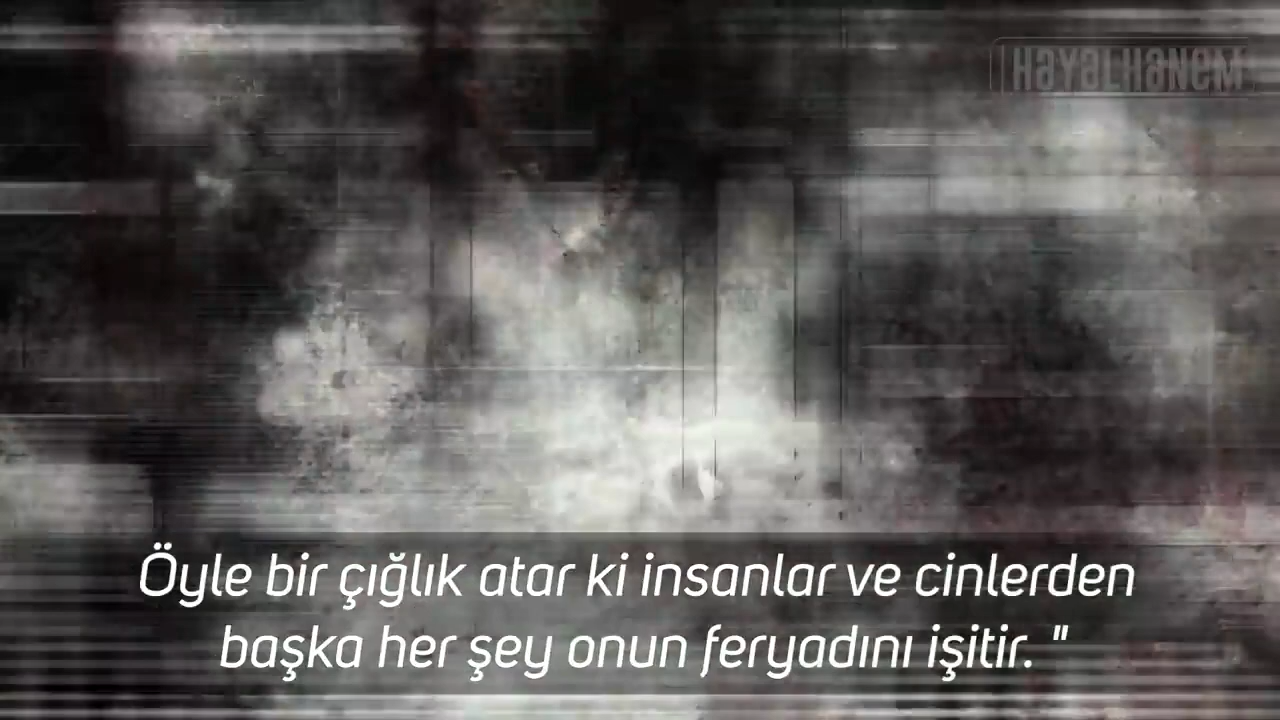 HAYALHANEM
Öyle bir çığlık atar ki insanlar ve cinlerden
başka her şey onun feryadını işitir. "